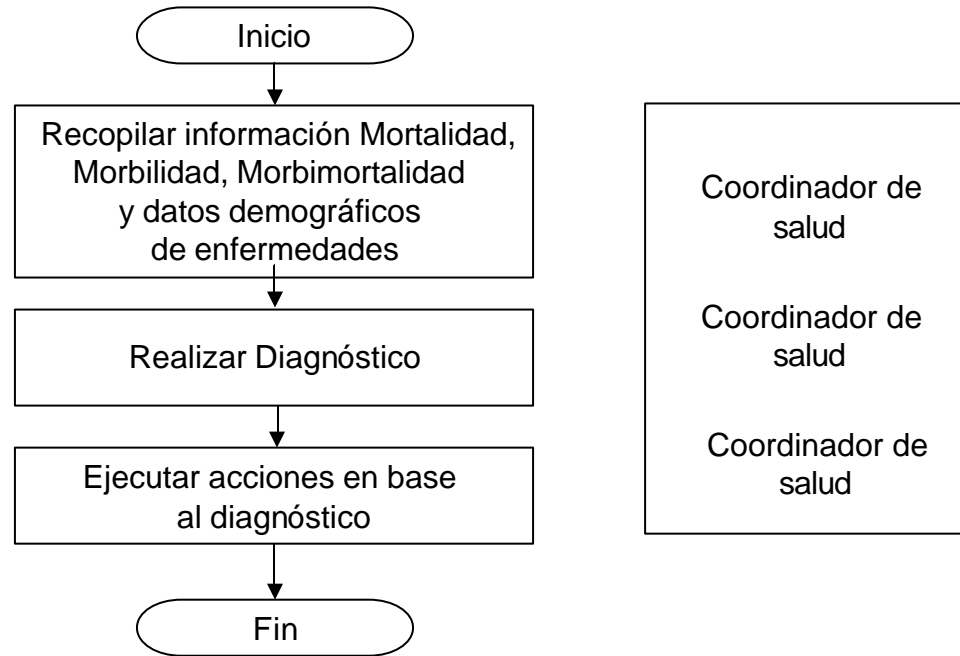 Inicio
Recopilar información Mortalidad,
Morbilidad, Morbimortalidad
y datos demográficos
de enfermedades
Realizar Diagnóstico
Ejecutar acciones en base
al diagnóstico
Fin
Coordinador de
salud
Coordinador de
salud
Coordinador de
salud